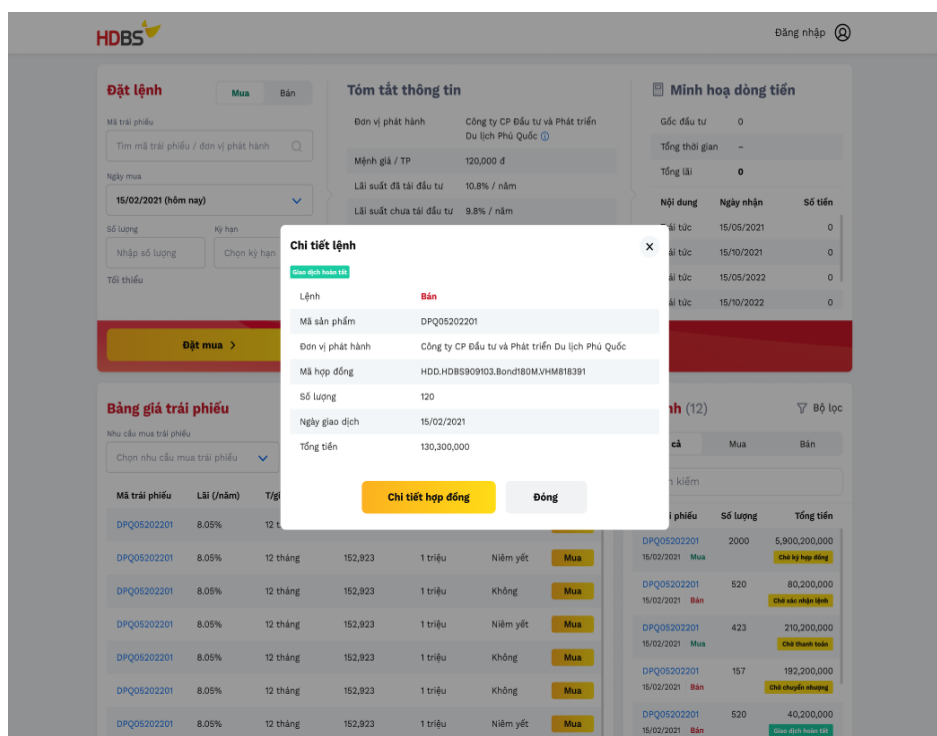 HDBS
Đăng nhập
Đặt lệnh
Mua
Bán
Mã trái phiếu
Tìm mã trái phiếu / đơn vị phát hành
Ngày mua
15/02/2021 (hôm nay)
Số lượng
Kỳ hạn
Nhập số lượng
Chọn kỳ hạn
Tối thiểu
Đặt mua
Tóm tắt thông tin
Đơn vị phát hành
Công ty CP Đầu tư và Phát triển
Du lịch Phú Quốc
Mệnh giá / TP
120,000 đ
Lãi suất đã tái đầu tư
10.8% / năm
Lãi suất chưa tái đầu tư
9.8% / năm
Minh hoạ dòng tiền
Gốc đầu tư
0
Tổng thời gian
–
Tổng lãi
0
Nội dung
Ngày nhận
Số tiền
15/05/2021
0
tức
15/10/2021
0
tức
15/05/2022
0
tức
15/10/2022
0
Chi tiết lệnh
Giao dịch hoàn tất
Lệnh
Bán
Mã sản phẩm
DPQ05202201
Đơn vị phát hành
Công ty CP Đầu tư và Phát triển Du lịch Phú Quốc
Mã hợp đồng
HDD.HDBS909103.Bond180M.VHM818391
Số lượng
120
Ngày giao dịch
15/02/2021
Tổng tiền
130,300,000
Chi tiết hợp đồng
Đóng
Bảng giá trái phiếu
Nhu cầu mua trái phiếu
Chọn nhu cầu mua trái phiếu
Mã trái phiếu
Lãi (/năm)
DPQ05202201
8.05%
DPQ05202201
8.05%
12 tháng
152,923
1 triệu
Niêm yết
Mua
DPQ05202201
8.05%
12 tháng
152,923
1 triệu
Không
Mua
DPQ05202201
8.05%
12 tháng
152,923
1 triệu
Niêm yết
Mua
DPQ05202201
8.05%
12 tháng
152,923
1 triệu
Không
Mua
DPQ05202201
8.05%
12 tháng
152,923
1 triệu
Không
Mua
DPQ05202201
8.05%
12 tháng
152,923
1 triệu
Niêm yết
Mua
(12)
Bộ lọc
cả
Mua
Bán
kiếm
phiếu
Số lượng
Tổng tiền
DPQ05202201
2000
5,900,200,000
15/02/2021
Mua
Chờ ký hợp đồng
DPQ05202201
520
80,200,000
15/02/2021
Bán
Chờ xác nhận lệnh
DPQ05202201
423
210,200,000
15/02/2021
Mua
Chờ thanh toán
DPQ05202201
157
192,200,000
15/02/2021
Bán
Chờ chuyển nhượng
DPQ05202201
520
40,200,000
15/02/2021
Bán
Giao dịch hoàn tất